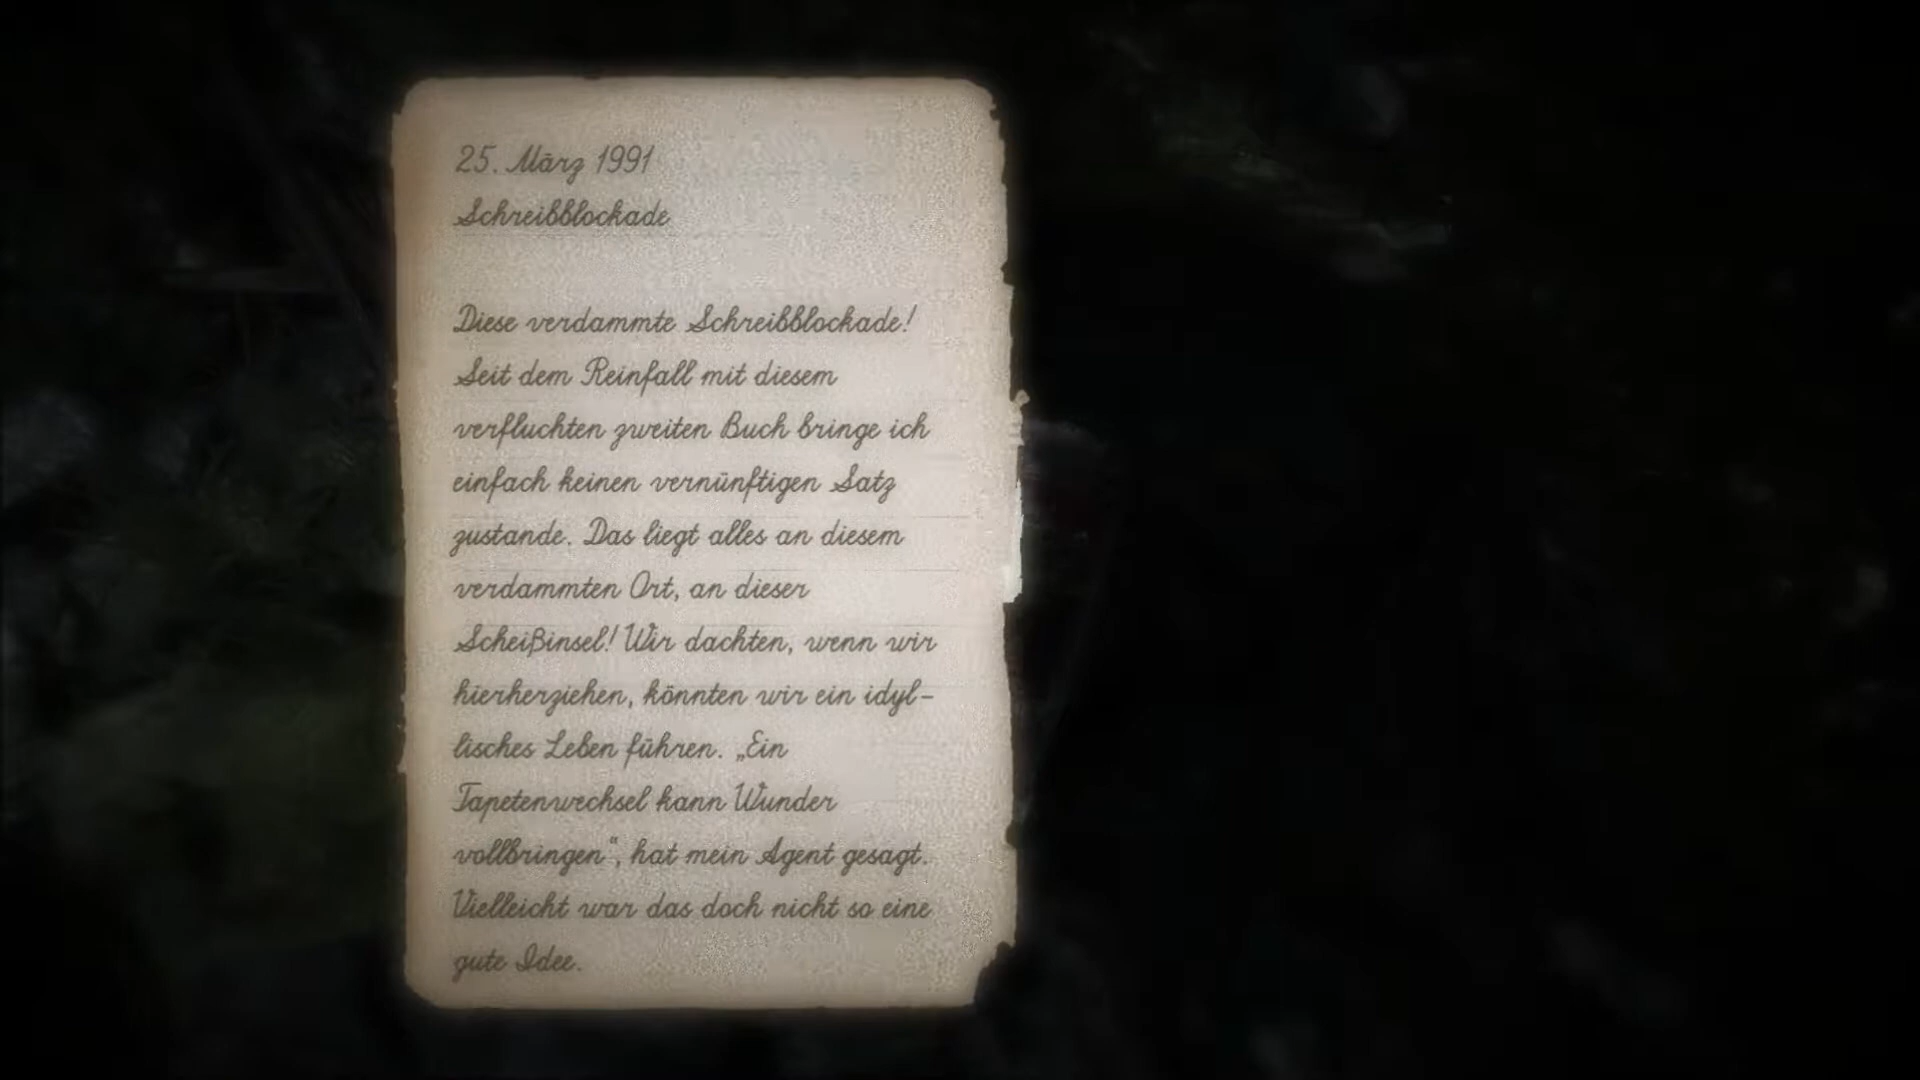 25. März 1991
Schreibblockade
Diese verdammte Schreibblockade!
Seit dem Reinfall mit diesem
verfluchten zweiten Buch bringe ich
einfach keinen vernünftigen Satz
zustande. Das liegt alles an diesem
verdammten Ort, an dieser
Scheißinsel! Wir dachten, wenn wir
hierherziehen, könnten wir ein idyl-
lisches Leben führen. „Ein
Tapetenwechsel kann Wunder
vollbringen“, hat mein Agent gesagt.
Vielleicht war das doch nicht so eine
gute Idee.